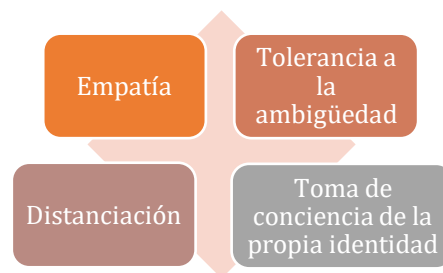 Empatía
Tolerancia a
la
ambigüedad
Distanciación
Toma de
conciencia de la
propia identidad